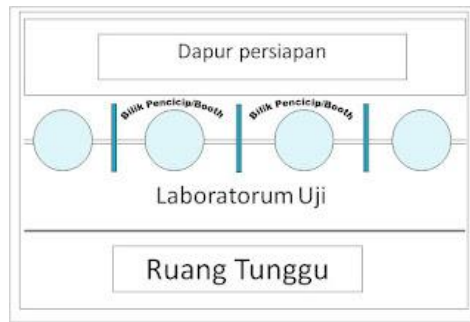 Dapur persiapan
Bilik Pencicip/Booth
Bilik Pencicip/Booth
Laboratorum Uji
Ruang Tunggu